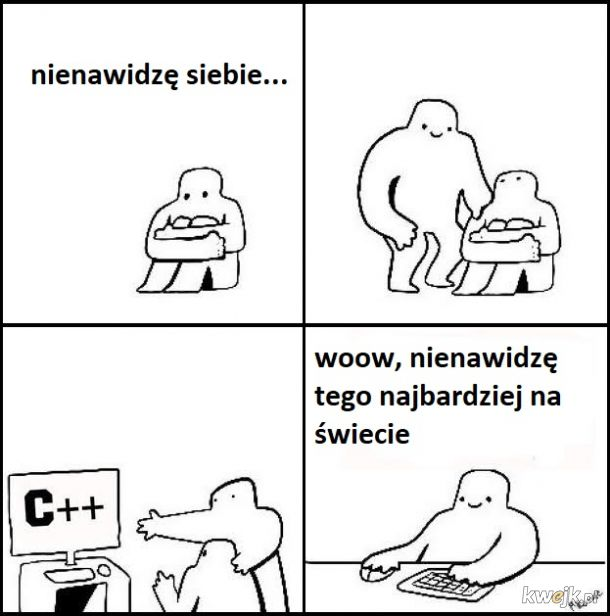 nienawidzę siebie...
C++
woow, nienawidzę
tego najbardziej na
świecie
kwejk.pl